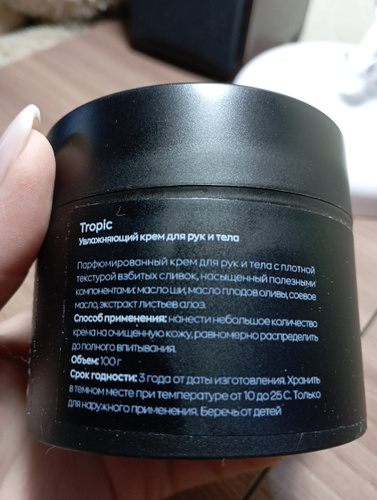 Tropic
Увлажняющий крем для рук и тела
Парфюмированный крем для рук и тела с плотной
текстурой взбитых сливок, насыщенный полезными
компонентами: масло ши, масло плодов оливы, соевое
масло, экстракт листьев алоэ.
Способ применения: нанести небольшое количество
крема на очищенную кожу, равномерно распределить
до полного впитывания.
Объем: 100 г
Срок годности: 3 года от даты изготовления. Хранить
в темном месте при температуре от 10 до 25 С. Только
для наружного применения. Беречь от детей